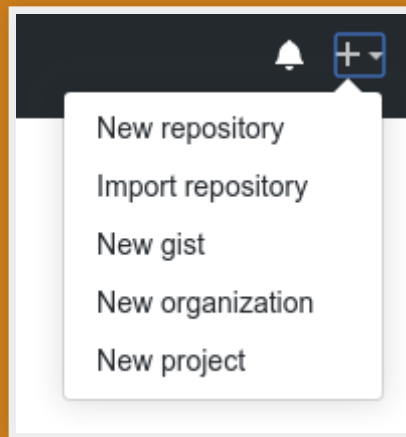 New repository
Import repository
New gist
New organization
New project